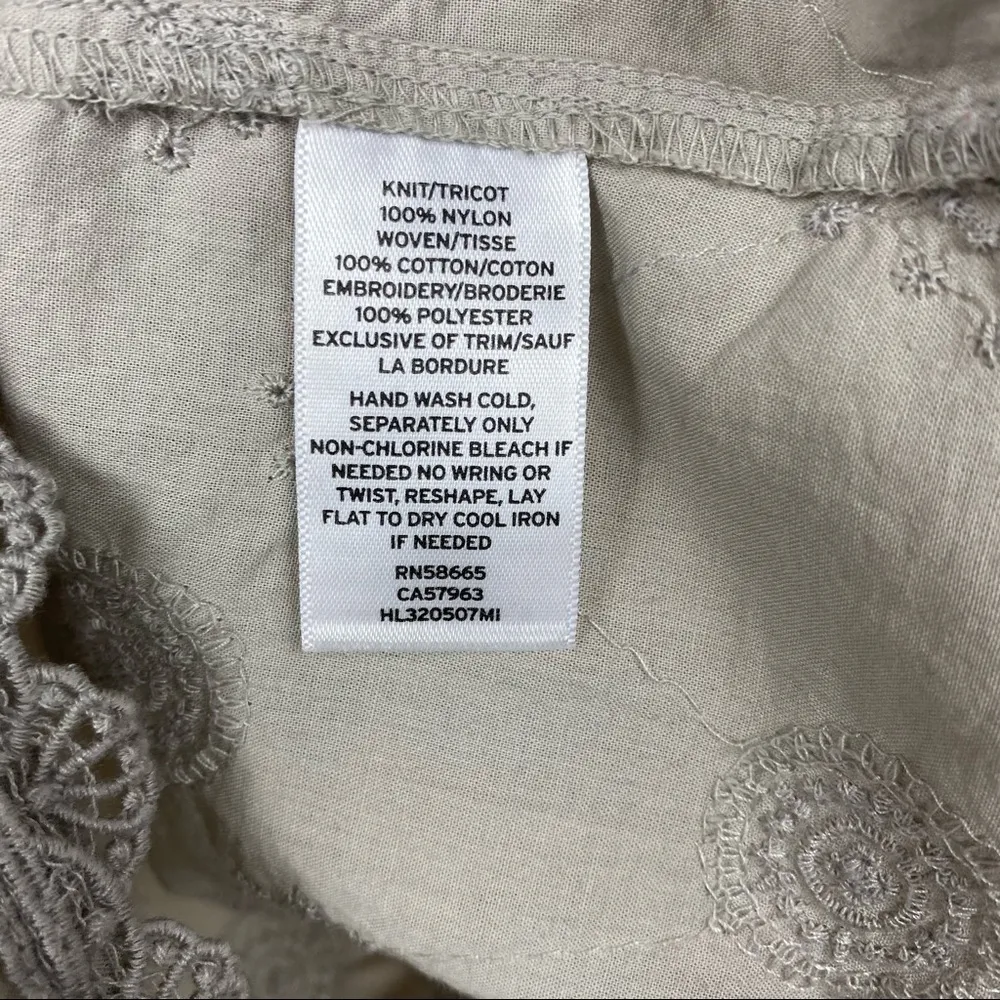 KNIT/TRICOT
100% NYLON
WOVEN/TISSE
100% COTTON/COTON
EMBROIDERY/BRODERIE
100% POLYESTER
EXCLUSIVE OF TRIM/SAUF
LA BORDURE
HAND WASH COLD,
SEPARATELY ONLY
NON-CHLORINE BLEACH IF
NEEDED NO WRING OR
TWIST, RESHAPE, LAY
FLAT TO DRY COOL IRON
IF NEEDED
RN58665
CA57963
HL320507MI